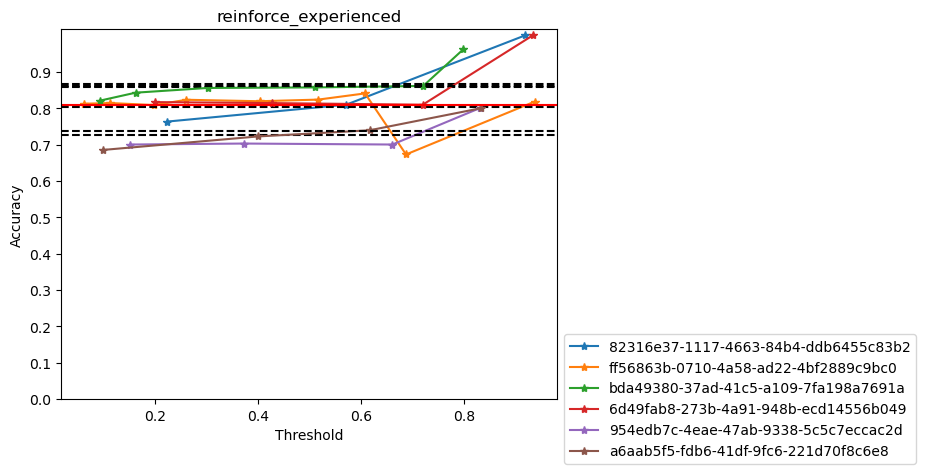 reinforce_experienced
Accuracy
0.9
0.8
0.7
0.6
0.5
0.4
0.3
0.2
0.1
0.0
0.2 0.4 0.6 0.8
Threshold
82316e37-1117-4663-84b4-ddb6455c83b2
ff56863b-0710-4a58-ad22-4bf2889c9bc0
bda49380-37ad-41c5-a109-7fa198a7691a
6d49fab8-273b-4a91-948b-ecd14556b049
954edb7c-4eae-47ab-9338-5c5c7eccac2d
a6aab5f5-fdb6-41df-9fc6-221d70f8c6e8